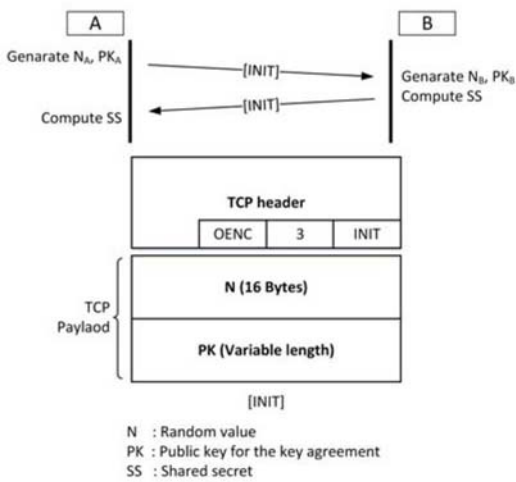 A
B
Genarate NA, PKA
[INIT]
Genarate NB, PKB
Compute SS
[INIT]
Compute SS
TCP header
OENC 3 INIT
TCP
Paylaod
N (16 Bytes)
PK (Variable length)
[INIT]
N : Random value
PK : Public key for the key agreement
SS : Shared secret